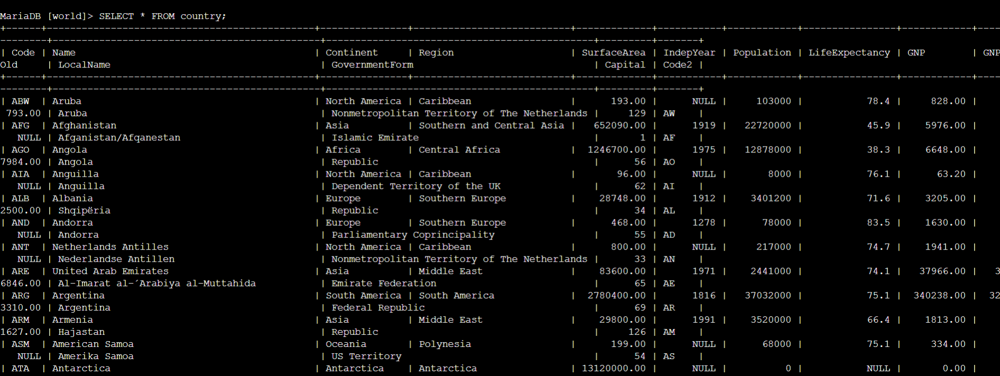 MariaDB [world]> SELECT * FROM country;
+------+----------------------------------------------+---------------+---------------------------+-------------+-----------+------------+----------------+------------+----
--------+----------------------------------------------+----------------------------------------------+---------+-------+
| Code | Name | Continent | Region | SurfaceArea | IndepYear | Population | LifeExpectancy | GNP | GNP
Old | LocalName | GovernmentForm | Capital | Code2 |
+------+----------------------------------------------+---------------+---------------------------+-------------+-----------+------------+----------------+------------+----
--------+----------------------------------------------+----------------------------------------------+---------+-------+
| ABW | Aruba | North America | Caribbean | 193.00 | NULL | 103000 | 78.4 | 828.00 |
793.00 | Aruba | Nonmetropolitan Territory of The Netherlands | 129 | AW |
| AFG | Afghanistan | Asia | Southern and Central Asia | 652090.00 | 1919 | 22720000 | 45.9 | 5976.00 |
NULL | Afganistan/Afqanestan | Islamic Emirate | 1 | AF |
| AGO | Angola | Africa | Central Africa | 1246700.00 | 1975 | 12878000 | 38.3 | 6648.00 |
7984.00 | Angola | Republic | 56 | AO |
| AIA | Anguilla | North America | Caribbean | 96.00 | NULL | 8000 | 76.1 | 63.20 |
NULL | Anguilla | Dependent Territory of the UK | 62 | AI |
| ALB | Albania | Europe | Southern Europe | 28748.00 | 1912 | 3401200 | 71.6 | 3205.00 |
2500.00 | Shqipëria | Republic | 34 | AL |
| AND | Andorra | Europe | Southern Europe | 468.00 | 1278 | 78000 | 83.5 | 1630.00 |
NULL | Andorra | Parliamentary Coprincipality | 55 | AD |
| ANT | Netherlands Antilles | North America | Caribbean | 800.00 | NULL | 217000 | 74.7 | 1941.00 |
NULL | Nederlandse Antillen | Nonmetropolitan Territory of The Netherlands | 33 | AN |
| ARE | United Arab Emirates | Asia | Middle East | 83600.00 | 1971 | 2441000 | 74.1 | 37966.00 | 3
6846.00 | Al-Imarat al-´Arabiya al-Muttahida | Emirate Federation | 65 | AE |
| ARG | Argentina | South America | South America | 2780400.00 | 1816 | 37032000 | 75.1 | 340238.00 | 32
3310.00 | Argentina | Federal Republic | 69 | AR |
| ARM | Armenia | Asia | Middle East | 29800.00 | 1991 | 3520000 | 66.4 | 1813.00 |
1627.00 | Hajastan | Republic | 126 | AM |
| ASM | American Samoa | Oceania | Polynesia | 199.00 | NULL | 68000 | 75.1 | 334.00 |
NULL | Amerika Samoa | US Territory | 54 | AS |
| ATA | Antarctica | Antarctica | Antarctica | 13120000.00 | NULL | 0 | NULL | 0.00 |